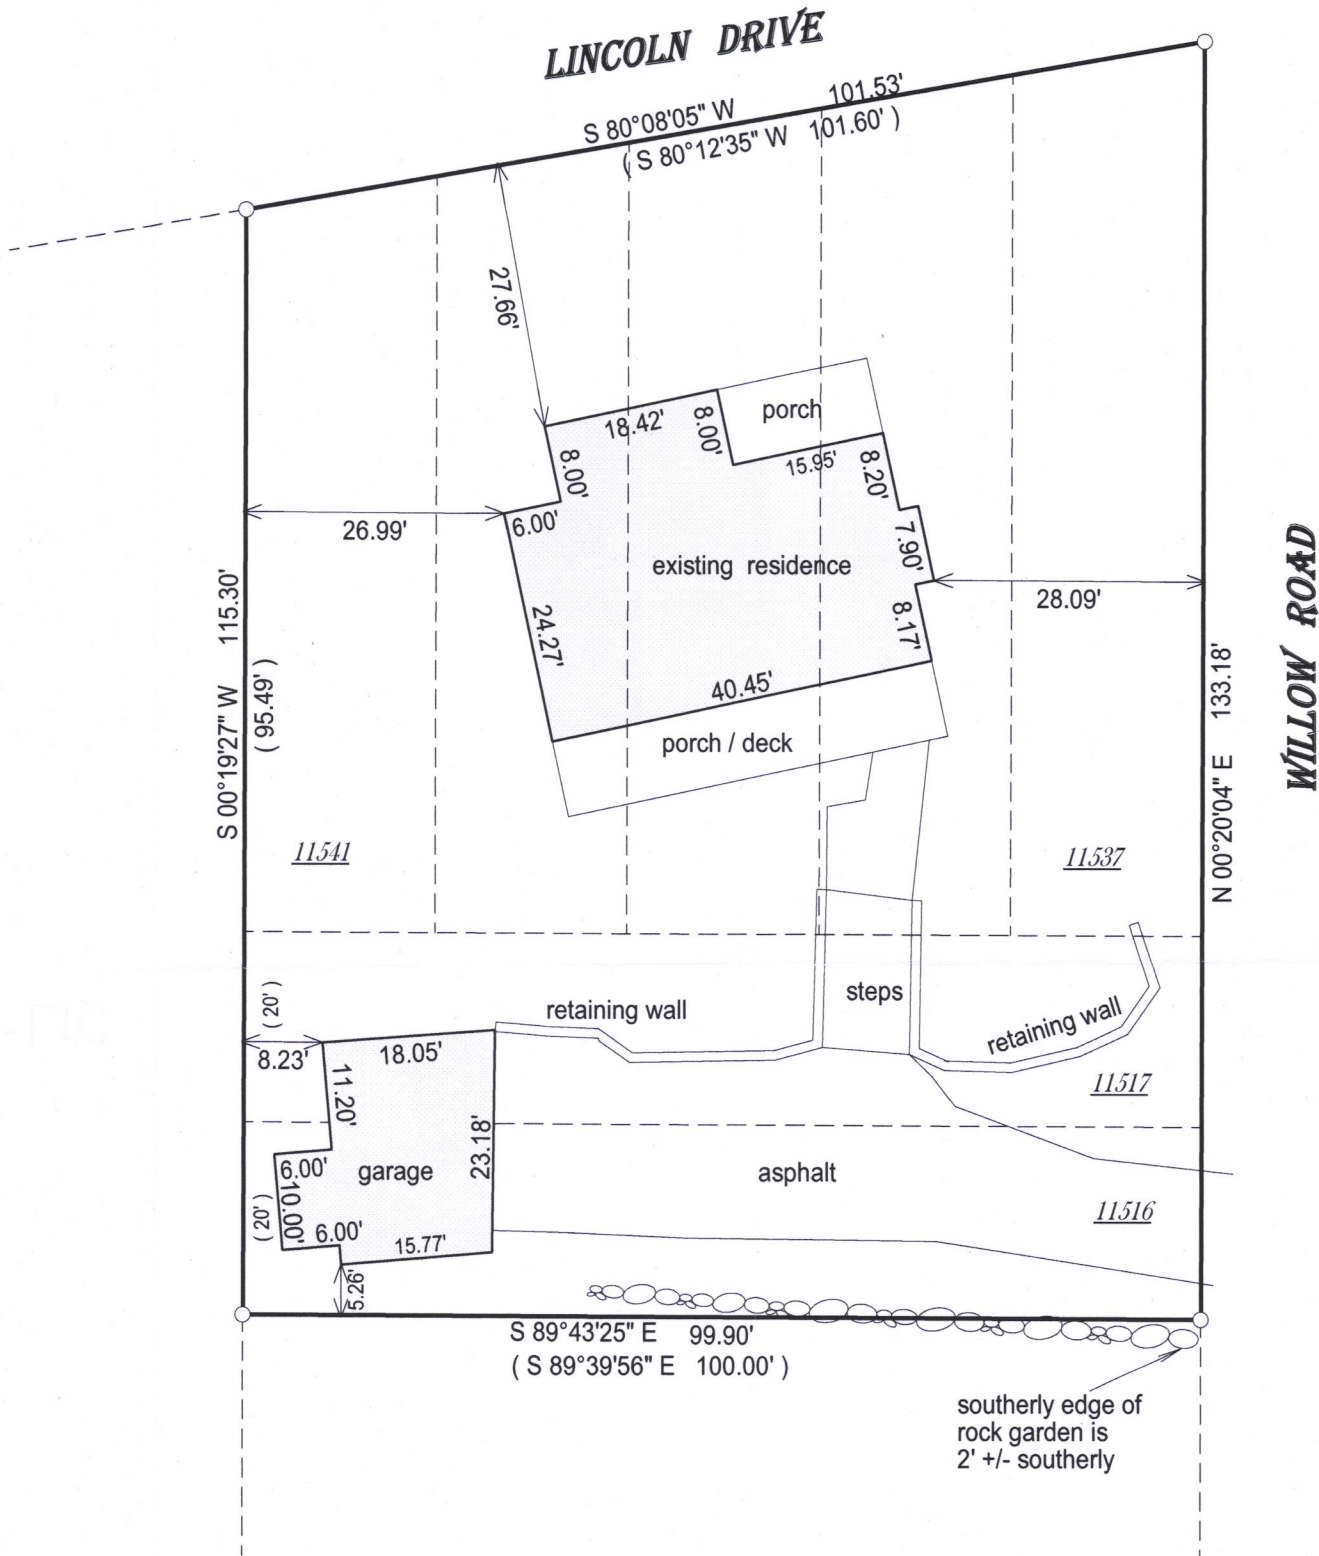 LINCOLN DRIVE
S 80°08'05" W 101.53'
( S 80°12'35" W 101.60' )
27.66'
porch
18.42'
8.00'
15.95'
8.00'
8.20'
6.00'
26.99'
7.90'
existing residence
28.09'
24.27'
8.17'
40.45'
porch / deck
S 00°19'27" W 115.30'
( 95.49' )
N 00°20'04" E 133.18'
WILLOW ROAD
11541
11537
steps
retaining wall
retaining wall
( 20' )
8.23'
18.05'
11.20'
11517
23.18'
6.00'
garage
asphalt
10.00'
( 20' )
6.00'
15.77'
11516
5.26'
S 89°43'25" E 99.90'
( S 89°39'56" E 100.00' )
southerly edge of
rock garden is
2' +/- southerly